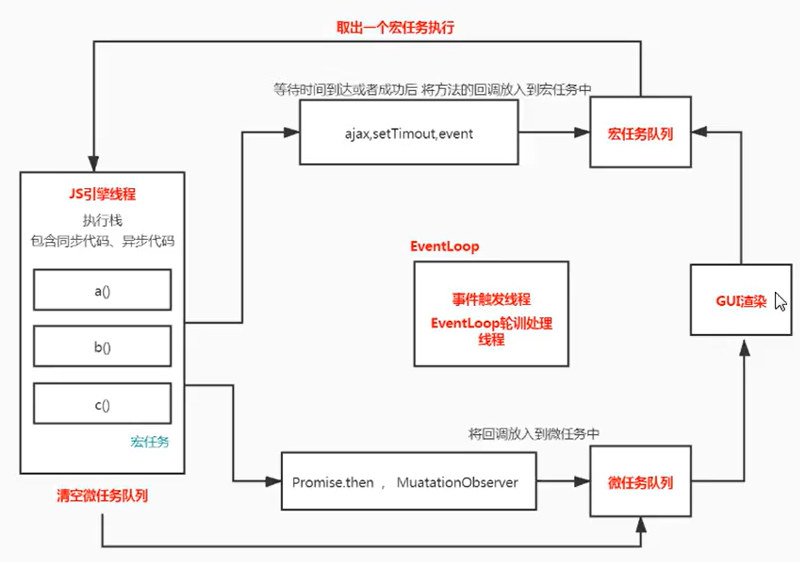 取出一个宏任务执行
等待时间到达或者成功后 将方法的回调放入到宏任务中
ajax,setTimout,event
宏任务队列
JS引擎线程
执行栈
包含同步代码、异步代码
a()
b()
c()
宏任务
清空微任务队列
EventLoop
事件触发线程
EventLoop轮训处理
线程
GUI渲染
将回调放入到微任务中
Promise.then ， MuatationObserver
微任务队列